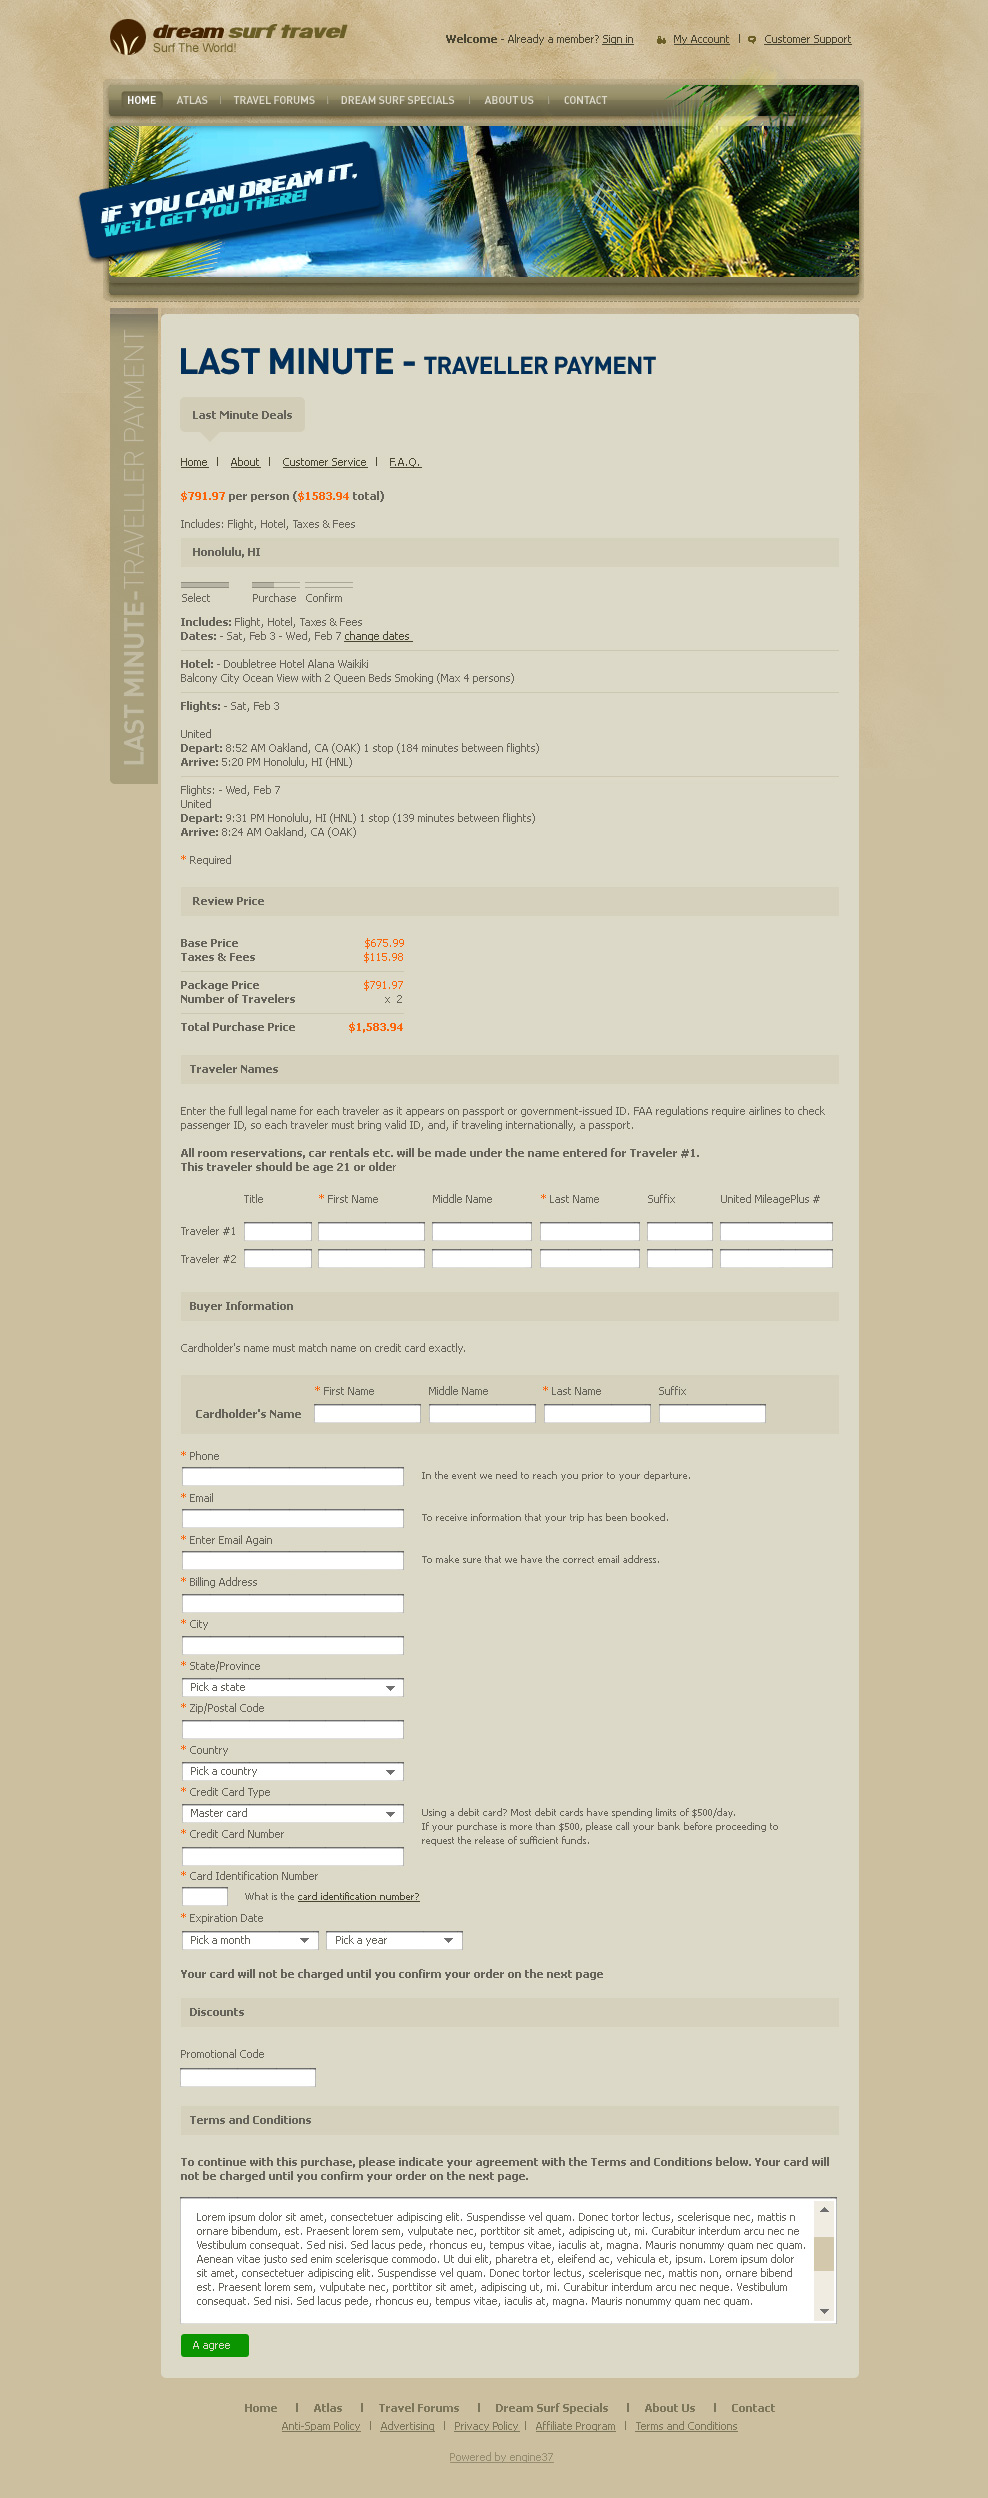 dream surf travel
Surf The World!
Welcome - Already a member? Sign in
My Account | Customer Support
HOME ATLAS | TRAVEL FORUMS | DREAM SURF SPECIALS | ABOUT US | CONTACT
IF YOU CAN DREAM IT.
WE'LL GET YOU THERE!
LAST MINUTE-TRAVELLER PAYMENT
LAST MINUTE - TRAVELLER PAYMENT
Last Minute Deals
Home | About | Customer Service | F.A.Q.
$791.97 per person ($1583.94 total)
Includes: Flight, Hotel, Taxes & Fees
Honolulu, HI
Select Purchase Confirm
Includes: Flight, Hotel, Taxes & Fees
Dates: - Sat, Feb 3 - Wed, Feb 7 change dates
Hotel: - Doubletree Hotel Alana Waikiki
Balcony City Ocean View with 2 Queen Beds Smoking (Max 4 persons)
Flights: - Sat, Feb 3
United
Depart: 8:52 AM Oakland, CA (OAK) 1 stop (184 minutes between flights)
Arrive: 5:20 PM Honolulu, HI (HNL)
Flights: - Wed, Feb 7
United
Depart: 9:31 PM Honolulu, HI (HNL) 1 stop (139 minutes between flights)
Arrive: 8:24 AM Oakland, CA (OAK)
* Required
Review Price
Base Price $675.99
Taxes & Fees $115.98
Package Price $791.97
Number of Travelers x 2
Total Purchase Price $1,583.94
Traveler Names
Enter the full legal name for each traveler as it appears on passport or government-issued ID. FAA regulations require airlines to check
passenger ID, so each traveler must bring valid ID, and, if traveling internationally, a passport.
All room reservations, car rentals etc. will be made under the name entered for Traveler #1.
This traveler should be age 21 or older
Title * First Name Middle Name * Last Name Suffix United MileagePlus #
Traveler #1
Traveler #2
Buyer Information
Cardholder's name must match name on credit card exactly.
* First Name Middle Name * Last Name Suffix
Cardholder's Name
* Phone
In the event we need to reach you prior to your departure.
* Email
To receive information that your trip has been booked.
* Enter Email Again
To make sure that we have the correct email address.
* Billing Address
* City
* State/Province
Pick a state
* Zip/Postal Code
* Country
Pick a country
* Credit Card Type
Master card
Using a debit card? Most debit cards have spending limits of $500/day.
If your purchase is more than $500, please call your bank before proceeding to
request the release of sufficient funds.
* Credit Card Number
* Card Identification Number
What is the card identification number?
* Expiration Date
Pick a month Pick a year
Your card will not be charged until you confirm your order on the next page
Discounts
Promotional Code
Terms and Conditions
To continue with this purchase, please indicate your agreement with the Terms and Conditions below. Your card will
not be charged until you confirm your order on the next page.
Lorem ipsum dolor sit amet, consectetuer adipiscing elit. Suspendisse vel quam. Donec tortor lectus, scelerisque nec, mattis n
ornare bibendum, est. Praesent lorem sem, vulputate nec, porttitor sit amet, adipiscing ut, mi. Curabitur interdum arcu nec ne
Vestibulum consequat. Sed nisi. Sed lacus pede, rhoncus eu, tempus vitae, iaculis at, magna. Mauris nonummy quam nec quam.
Aenean vitae justo sed enim scelerisque commodo. Ut dui elit, pharetra et, eleifend ac, vehicula et, ipsum. Lorem ipsum dolor
sit amet, consectetuer adipiscing elit. Suspendisse vel quam. Donec tortor lectus, scelerisque nec, mattis non, ornare bibend
est. Praesent lorem sem, vulputate nec, porttitor sit amet, adipiscing ut, mi. Curabitur interdum arcu nec neque. Vestibulum
consequat. Sed nisi. Sed lacus pede, rhoncus eu, tempus vitae, iaculis at, magna. Mauris nonummy quam nec quam.
A agree
Home | Atlas | Travel Forums | Dream Surf Specials | About Us | Contact
Anti-Spam Policy | Advertising | Privacy Policy | Affiliate Program | Terms and Conditions
Powered by engine37